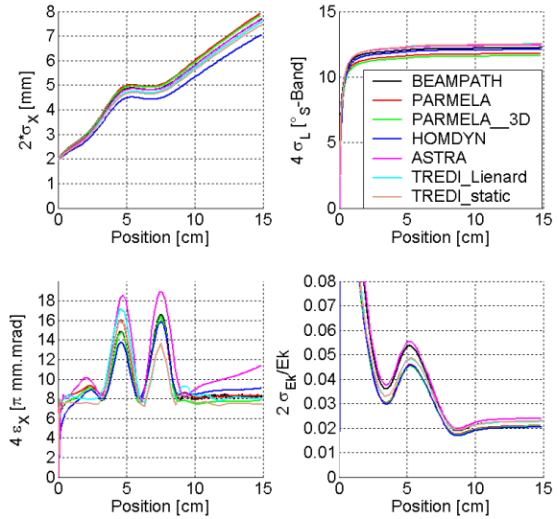 8
7
6
5
4
3
2
1
0
2*σX [mm]
0 5 10 15
Position [cm]
15
10
5
0
4 σL [°S-Band]
BEAMPATH
PARMELA
PARMELA__3D
HOMDYN
ASTRA
TREDI_Lienard
TREDI_static
0 5 10 15
Position [cm]
18
16
14
12
10
8
6
4
2
0
4 εX [π mm.mrad]
0 5 10 15
Position [cm]
0.08
0.07
0.06
0.05
0.04
0.03
0.02
0.01
0
2 σEk/Ek
0 5 10 15
Position [cm]